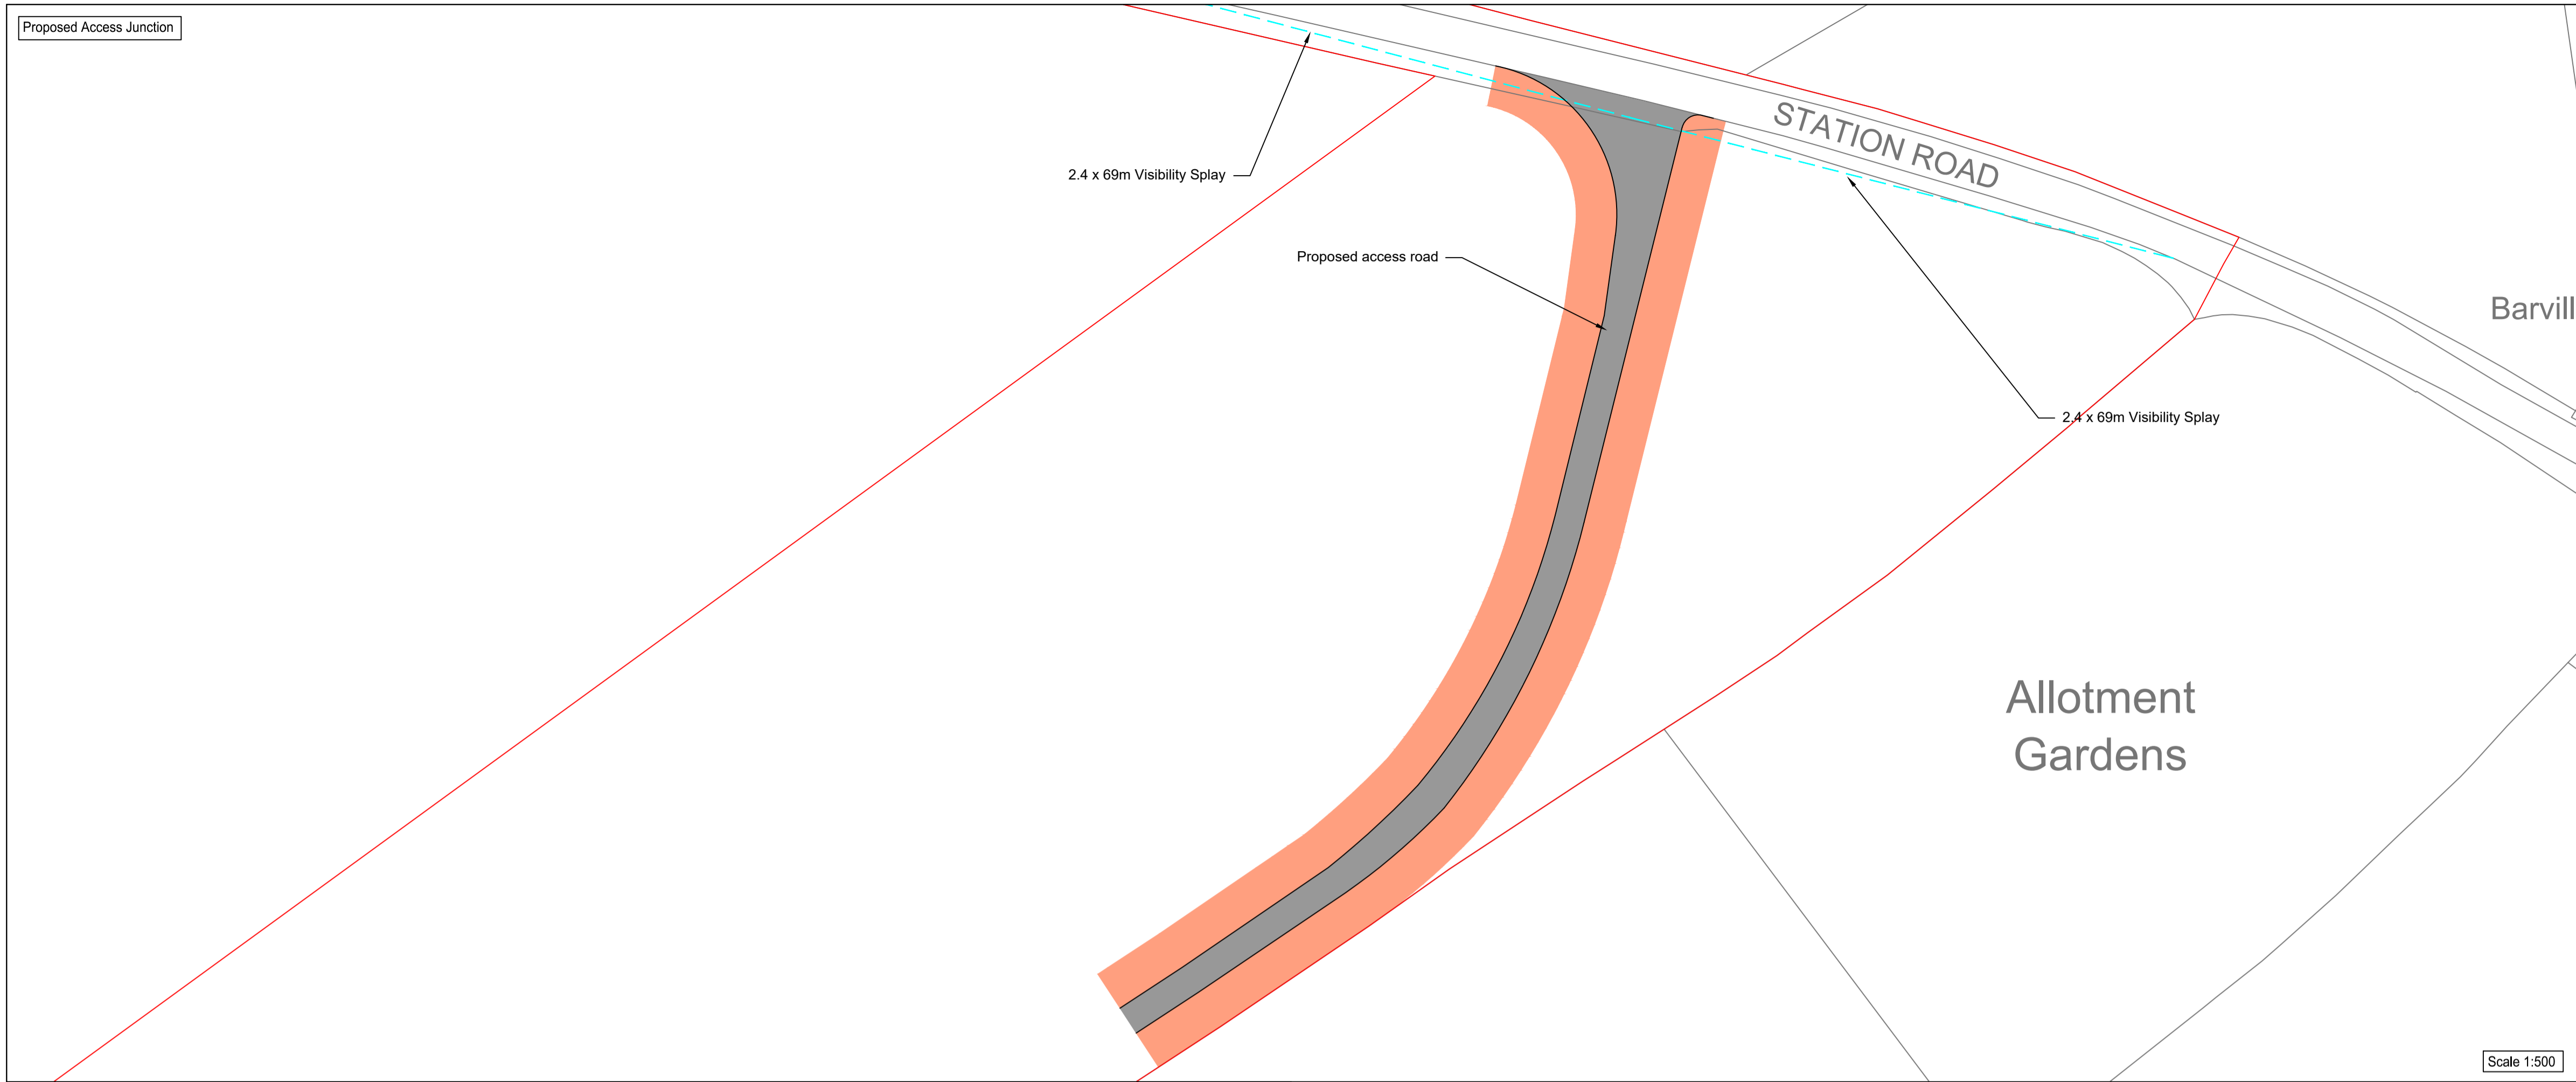 Proposed Access Junction
STATION ROAD
2.4 x 69m Visibility Splay
Proposed access road
Barvill
2.4 x 69m Visibility Splay
Allotment
Gardens
Scale 1:500